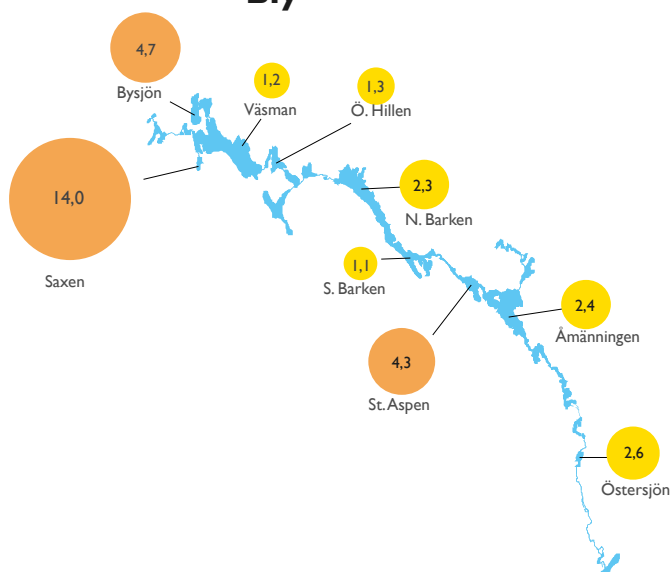 Bly
4,7
Bysjön
1,2
Väsman
1,3
Ö. Hillen
14,0
Saxen
2,3
N. Barken
1,1
S. Barken
2,4
Åmänningen
4,3
St. Aspen
2,6
Östersjön